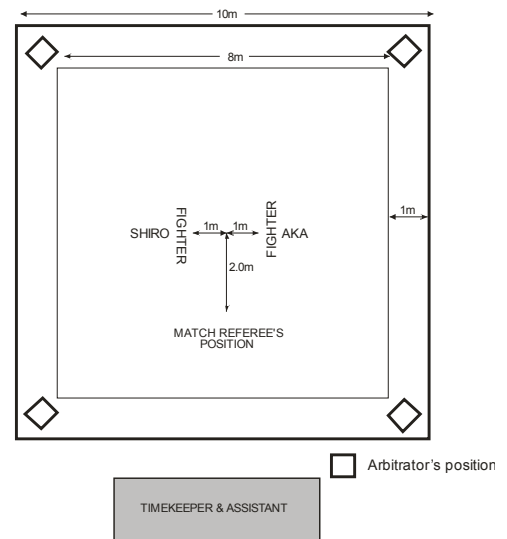 10m
8m
1m
SHIRO
FIGHTER
1m
1m
FIGHTER
AKA
2.0m
MATCH REFEREE'S
POSITION
Arbitrator's position
TIMEKEEPER & ASSISTANT